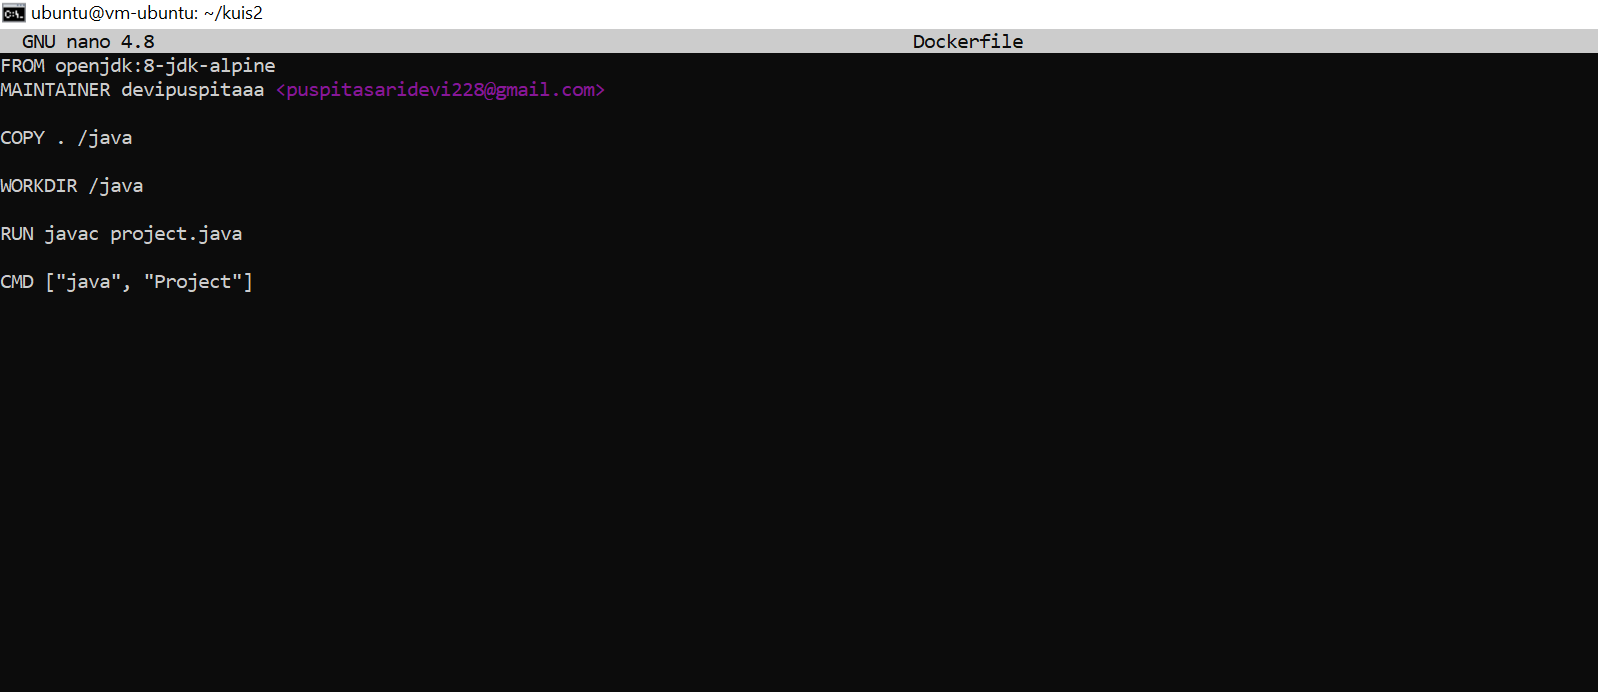 ubuntu@vm-ubuntu: ~/kuis2
GNU nano 4.8 Dockerfile
FROM openjdk:8-jdk-alpine
MAINTAINER devipuspitaaa <puspitasaridevi228@gmail.com>
COPY . /java
WORKDIR /java
RUN javac project.java
CMD ["java", "Project"]